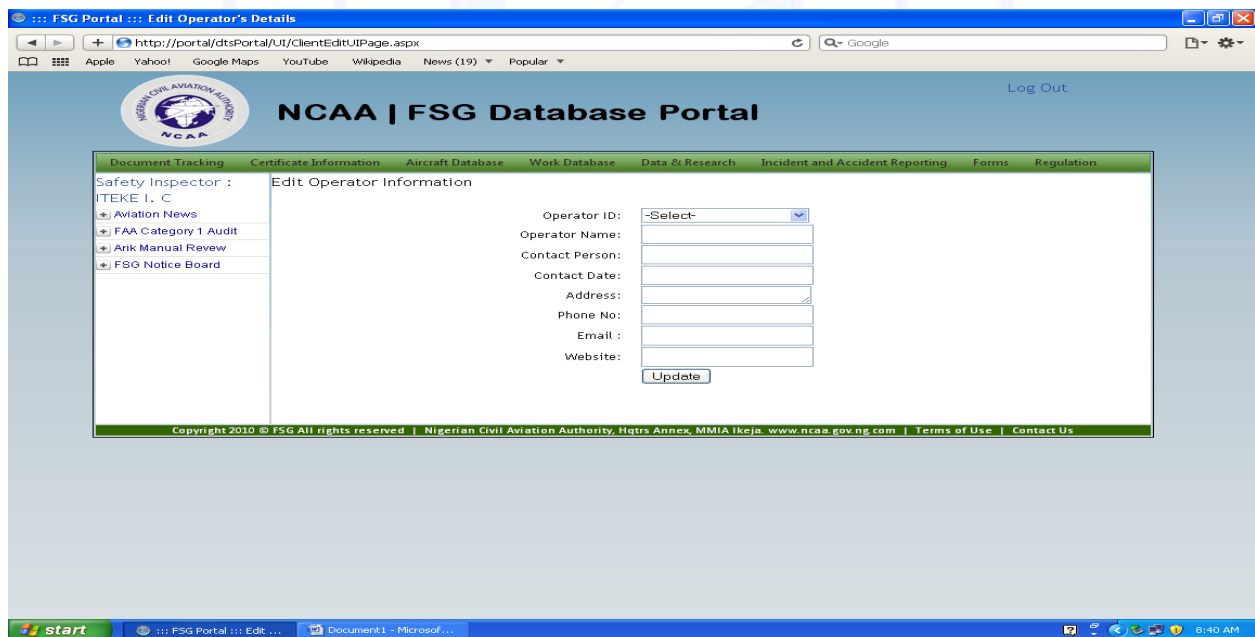 ::: FSG Portal ::: Edit Operator's Details
http://portal/dtsPortal/UI/ClientEditUIPage.aspx
Google
Apple Yahoo! Google Maps YouTube Wikipedia News (19) Popular
Log Out
NIGERIAN CIVIL AVIATION AUTHORITY
NCAA
NCAA | FSG Database Portal
Document Tracking Certificate Information Aircraft Database Work Database Data & Research Incident and Accident Reporting Forms Regulation
Safety Inspector :
ITEKE I. C
Aviation News
FAA Category 1 Audit
Arik Manual Revew
FSG Notice Board
Edit Operator Information
Operator ID: -Select-
Operator Name:
Contact Person:
Contact Date:
Address:
Phone No:
Email :
Website:
Update
Copyright 2010 © FSG All rights reserved | Nigerian Civil Aviation Authority, Hqtrs Annex, MMIA Ikeja. www.ncaa.gov.ng.com | Terms of Use | Contact Us
start ::: FSG Portal ::: Edit ... Document1 - Microsof... 8:40 AM